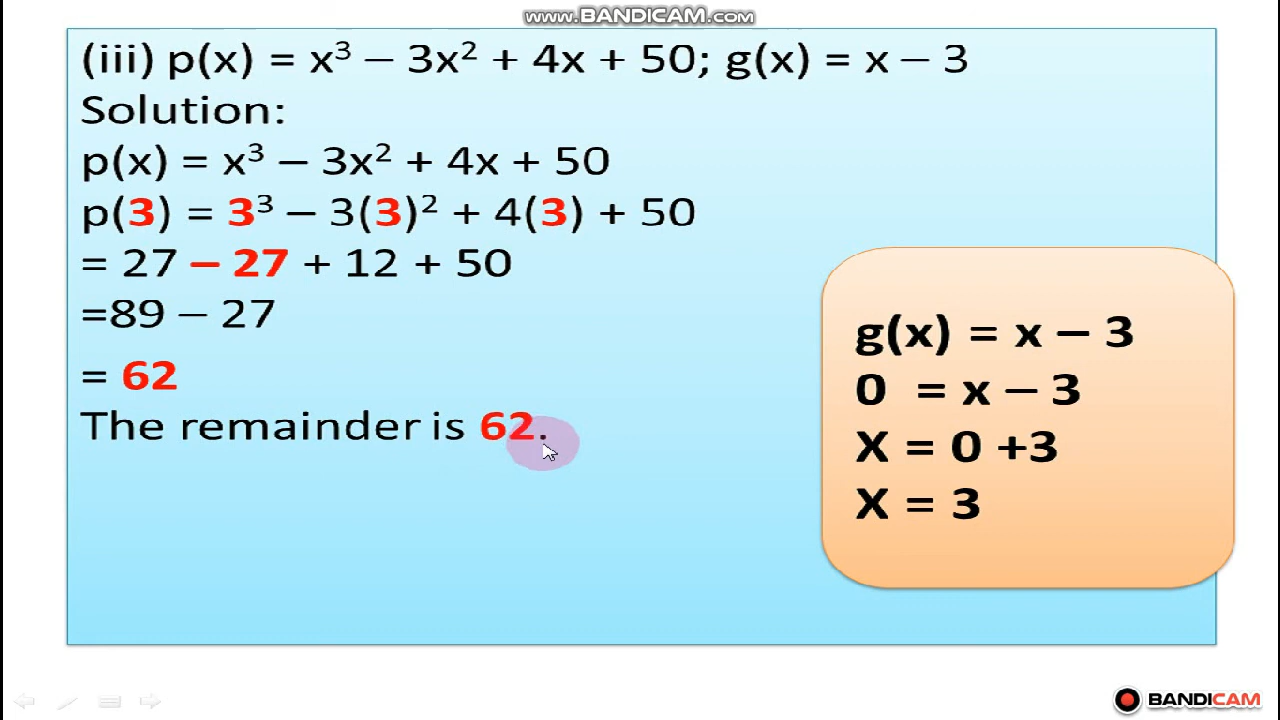 www.BANDICAM.com
(iii) p(x) = x³ – 3x² + 4x + 50; g(x) = x – 3
Solution:
p(x) = x³ – 3x² + 4x + 50
p(3) = 3³ – 3(3)² + 4(3) + 50
= 27 – 27 + 12 + 50
=89 – 27
= 62
The remainder is 62.
g(x) = x – 3
0 = x – 3
X = 0 +3
X = 3
BANDICAM